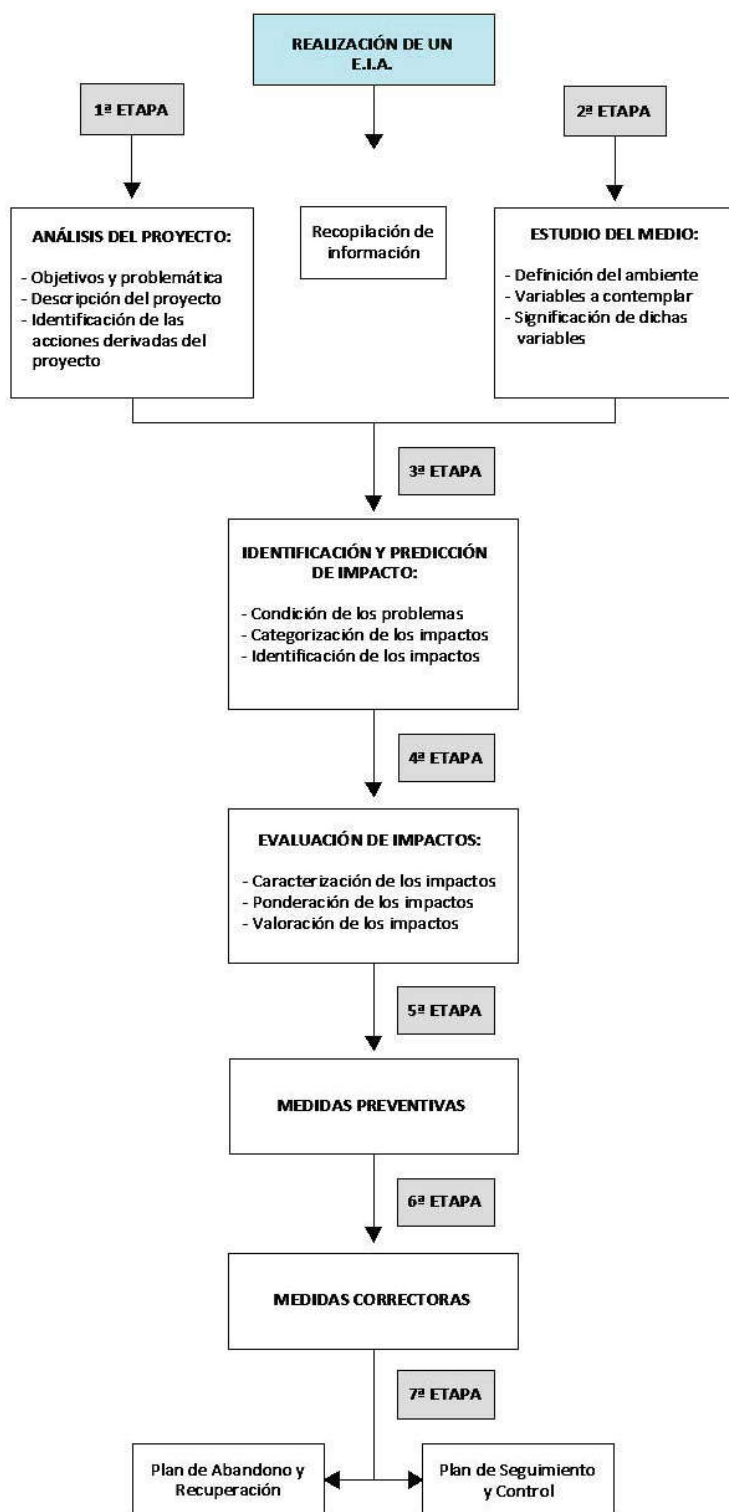 REALIZACIÓN DE UN
E.I.A.
1ª ETAPA
2ª ETAPA
ANÁLISIS DEL PROYECTO:
- Objetivos y problemática
- Descripción del proyecto
- Identificación de las
acciones derivadas del
proyecto
Recopilación de
información
ESTUDIO DEL MEDIO:
- Definición del ambiente
- Variables a contemplar
- Significación de dichas
variables
3ª ETAPA
IDENTIFICACIÓN Y PREDICCIÓN
DE IMPACTO:
- Condición de los problemas
- Categorización de los impactos
- Identificación de los impactos
4ª ETAPA
EVALUACIÓN DE IMPACTOS:
- Caracterización de los impactos
- Ponderación de los impactos
- Valoración de los impactos
5ª ETAPA
MEDIDAS PREVENTIVAS
6ª ETAPA
MEDIDAS CORRECTORAS
7ª ETAPA
Plan de Abandono y
Recuperación
Plan de Seguimiento
y Control